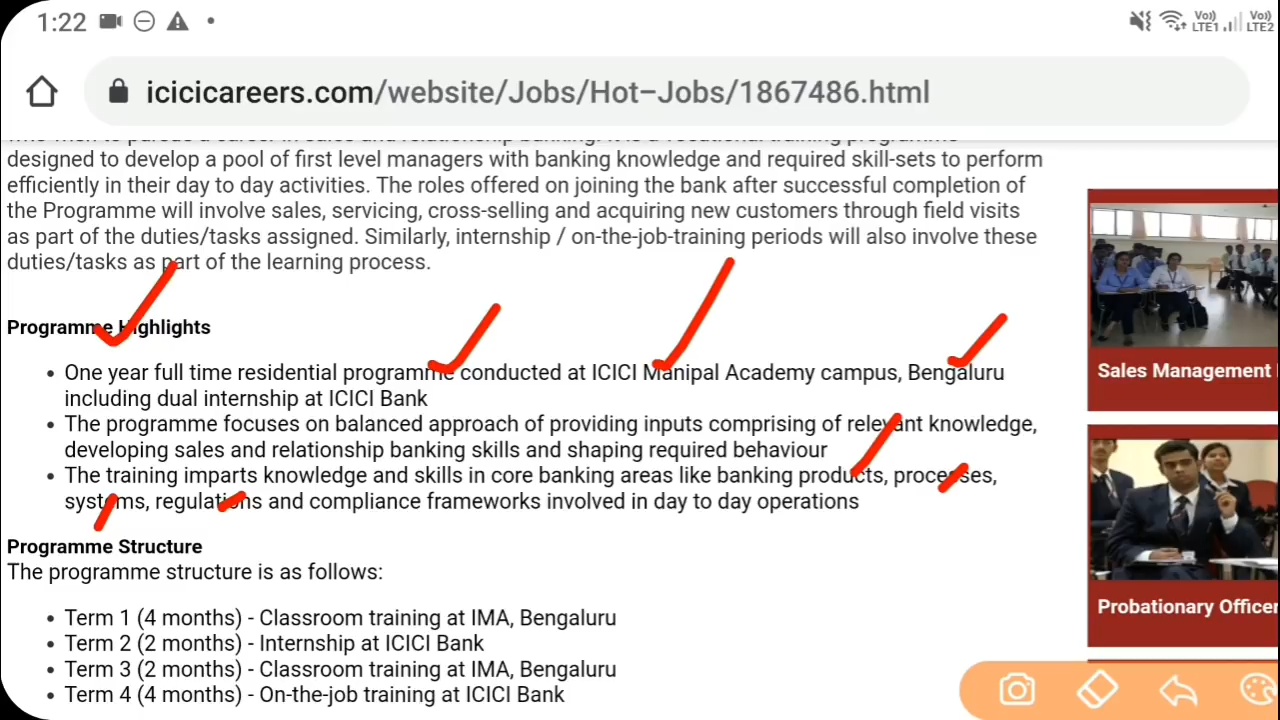 1:22
Vo)) LTE1
Vo)) LTE2
icicicareers.com/website/Jobs/Hot-Jobs/1867486.html
designed to develop a pool of first level managers with banking knowledge and required skill-sets to perform
efficiently in their day to day activities. The roles offered on joining the bank after successful completion of
the Programme will involve sales, servicing, cross-selling and acquiring new customers through field visits
as part of the duties/tasks assigned. Similarly, internship / on-the-job-training periods will also involve these
duties/tasks as part of the learning process.
Programme Highlights
• One year full time residential programme conducted at ICICI Manipal Academy campus, Bengaluru
including dual internship at ICICI Bank
• The programme focuses on balanced approach of providing inputs comprising of relevant knowledge,
developing sales and relationship banking skills and shaping required behaviour
• The training imparts knowledge and skills in core banking areas like banking products, processes,
systems, regulations and compliance frameworks involved in day to day operations
Programme Structure
The programme structure is as follows:
• Term 1 (4 months) - Classroom training at IMA, Bengaluru
• Term 2 (2 months) - Internship at ICICI Bank
• Term 3 (2 months) - Classroom training at IMA, Bengaluru
• Term 4 (4 months) - On-the-job training at ICICI Bank
Sales Management
Probationary Officer